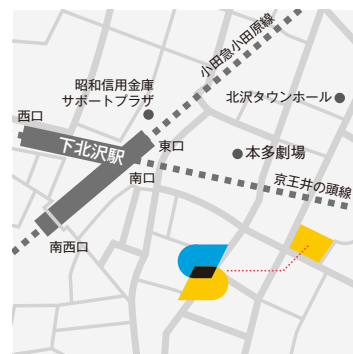 小田急小田原線
昭和信用金庫
サポートプラザ
北沢タウンホール
西口
下北沢駅
東口
本多劇場
南口
京王井の頭線
南西口